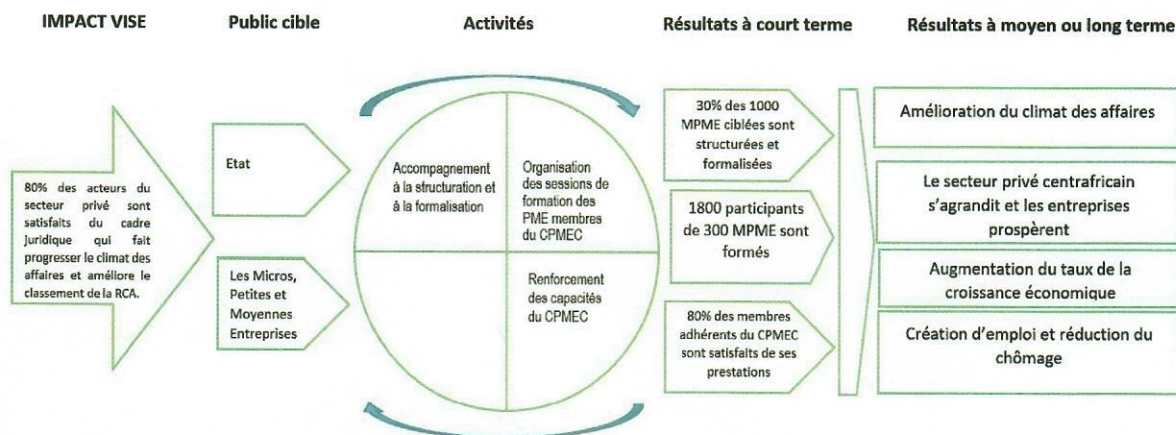 IMPACT VISE
Public cible
Activités
Résultats à court terme
Résultats à moyen ou long terme
80% des acteurs du
secteur privé sont
satisfaits du cadre
juridique qui fait
progresser le climat des
affaires et améliore le
classement de la RCA.
Etat
Les Micros,
Petites et
Moyennes
Entreprises
Accompagnement
à la structuration et
à la formalisation
Organisation
des sessions de
formation des
PME membres
du CPMEC
Renforcement
des capacités
du CPMEC
30% des 1000
MPME ciblées sont
structurées et
formalisées
1800 participants
de 300 MPME sont
formés
80% des membres
adhérents du CPMEC
sont satisfaits de ses
prestations
Amélioration du climat des affaires
Le secteur privé centrafricain
s'agrandit et les entreprises
prospèrent
Augmentation du taux de la
croissance économique
Création d'emploi et réduction du
chômage